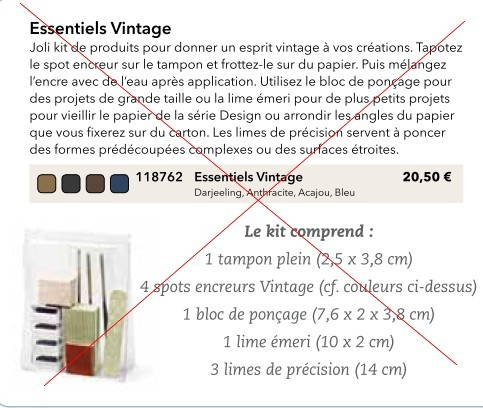 Essentiels Vintage
Joli kit de produits pour donner un esprit vintage à vos créations. Tapotez
le spot encreur sur le tampon et frottez-le sur du papier. Puis mélangez
l'encre avec de l'eau après application. Utilisez le bloc de ponçage pour
des projets de grande taille ou la lime émeri pour de plus petits projets
pour vieillir le papier de la série Design ou arrondir les angles du papier
que vous fixerez sur du carton. Les limes de précision servent à poncer
des formes prédécoupées complexes ou des surfaces étroites.
118762 Essentiels Vintage 20,50 €
Darjeeling, Anthracite, Acajou, Bleu
Le kit comprend :
1 tampon plein (2,5 x 3,8 cm)
4 spots encreurs Vintage (cf. couleurs ci-dessus)
1 bloc de ponçage (7,6 x 2 x 3,8 cm)
1 lime émeri (10 x 2 cm)
3 limes de précision (14 cm)